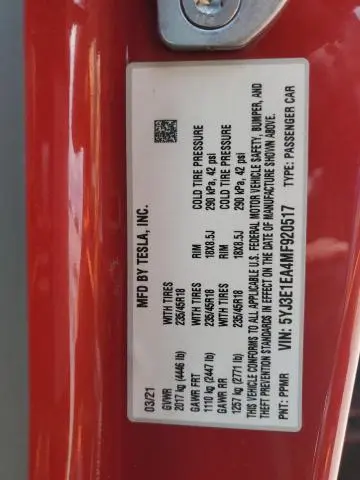 MFD BY TESLA, INC.
03/21
GVWR WITH TIRES RIM COLD TIRE PRESSURE
2017 kg (4446 lb) 235/45R18 18X8.5J 290 kPa, 42 psi
GAWR FRT WITH TIRES RIM COLD TIRE PRESSURE
1110 kg (2447 lb) 235/45R18 18X8.5J 290 kPa, 42 psi
GAWR RR
1257 kg (2771 lb) 235/45R18
THIS VEHICLE CONFORMS TO ALL APPLICABLE U.S. FEDERAL MOTOR VEHICLE SAFETY, BUMPER, AND
THEFT PREVENTION STANDARDS IN EFFECT ON THE DATE OF MANUFACTURE SHOWN ABOVE.
VIN: 5YJ3E1EA4MF920517
PNT: PPMR TYPE: PASSENGER CAR